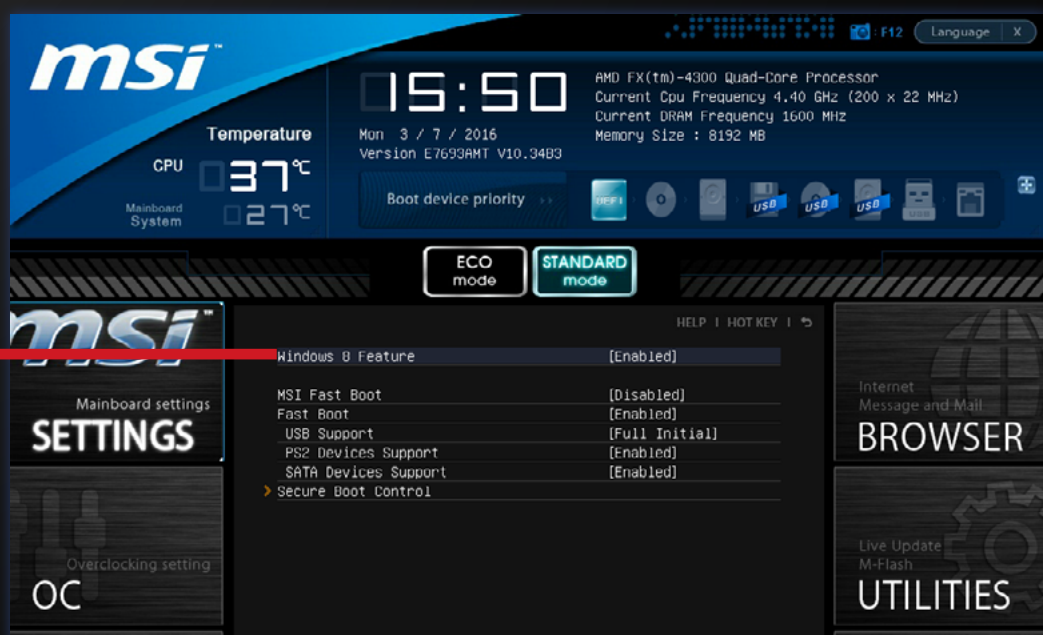 msi™
F12 Language X
15:50
AMD FX(tm)-4300 Quad-Core Processor
Current Cpu Frequency 4.40 GHz (200 x 22 MHz)
Current DRAM Frequency 1600 MHz
Memory Size : 8192 MB
Temperature
Mon 3 / 7 / 2016
Version E7693AMT V10.34B3
CPU 37°C
Mainboard
System 27°C
Boot device priority
UEFI USB USB USB USB
ECO
mode
STANDARD
mode
msi™
HELP | HOT KEY |
Windows 8 Feature [Enabled]
MSI Fast Boot [Disabled]
Fast Boot [Enabled]
USB Support [Full Initial]
PS2 Devices Support [Enabled]
SATA Devices Support [Enabled]
Secure Boot Control
Mainboard settings
SETTINGS
Overclocking setting
OC
Internet
Message and Mail
BROWSER
Live Update
M-Flash
UTILITIES